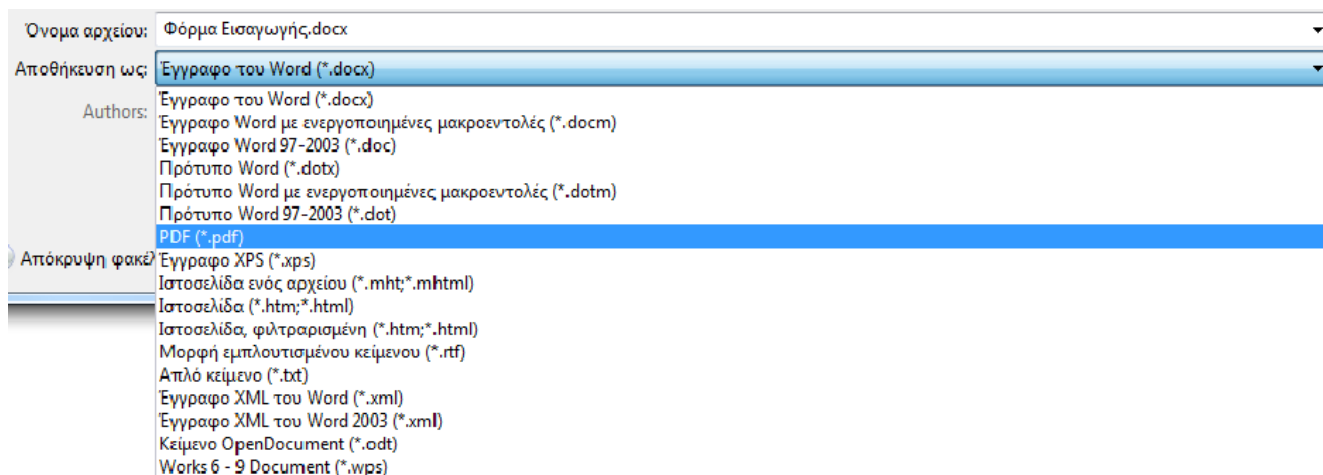 Όνομα αρχείου: Φόρμα Εισαγωγής.docx
Αποθήκευση ως: Έγγραφο του Word (*.docx)
Authors:
Έγγραφο του Word (*.docx)
Έγγραφο Word με ενεργοποιημένες μακροεντολές (*.docm)
Έγγραφο Word 97-2003 (*.doc)
Πρότυπο Word (*.dotx)
Πρότυπο Word με ενεργοποιημένες μακροεντολές (*.dotm)
Πρότυπο Word 97-2003 (*.dot)
PDF (*.pdf)
Απόκρυψη φακέλ
Έγγραφο XPS (*.xps)
Ιστοσελίδα ενός αρχείου (*.mht;*.mhtml)
Ιστοσελίδα (*.htm;*.html)
Ιστοσελίδα, φιλτραρισμένη (*.htm;*.html)
Μορφή εμπλουτισμένου κείμενου (*.rtf)
Απλό κείμενο (*.txt)
Έγγραφο XML του Word (*.xml)
Έγγραφο XML του Word 2003 (*.xml)
Κείμενο OpenDocument (*.odt)
Works 6 - 9 Document (*.wps)